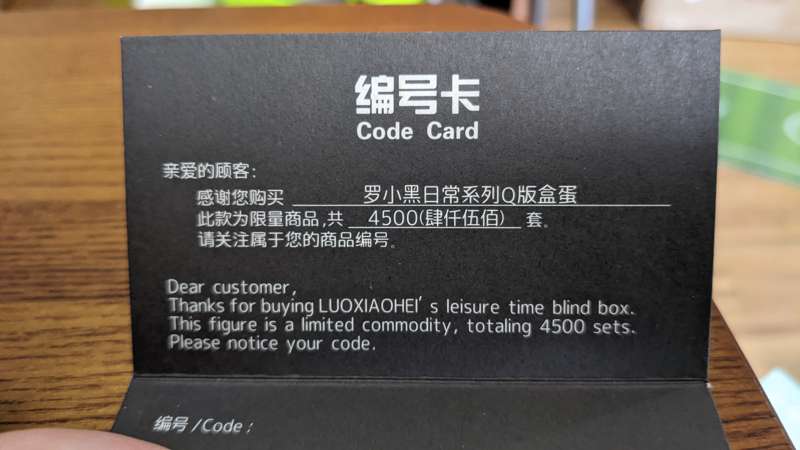 编号卡
Code Card
亲爱的顾客:
感谢您购买 罗小黑日常系列Q版盒蛋
此款为限量商品,共 4500(肆仟伍佰) 套。
请关注属于您的商品编号。
Dear customer,
Thanks for buying LUOXIAOHEI's leisure time blind box.
This figure is a limited commodity, totaling 4500 sets.
Please notice your code.
编号/Code: